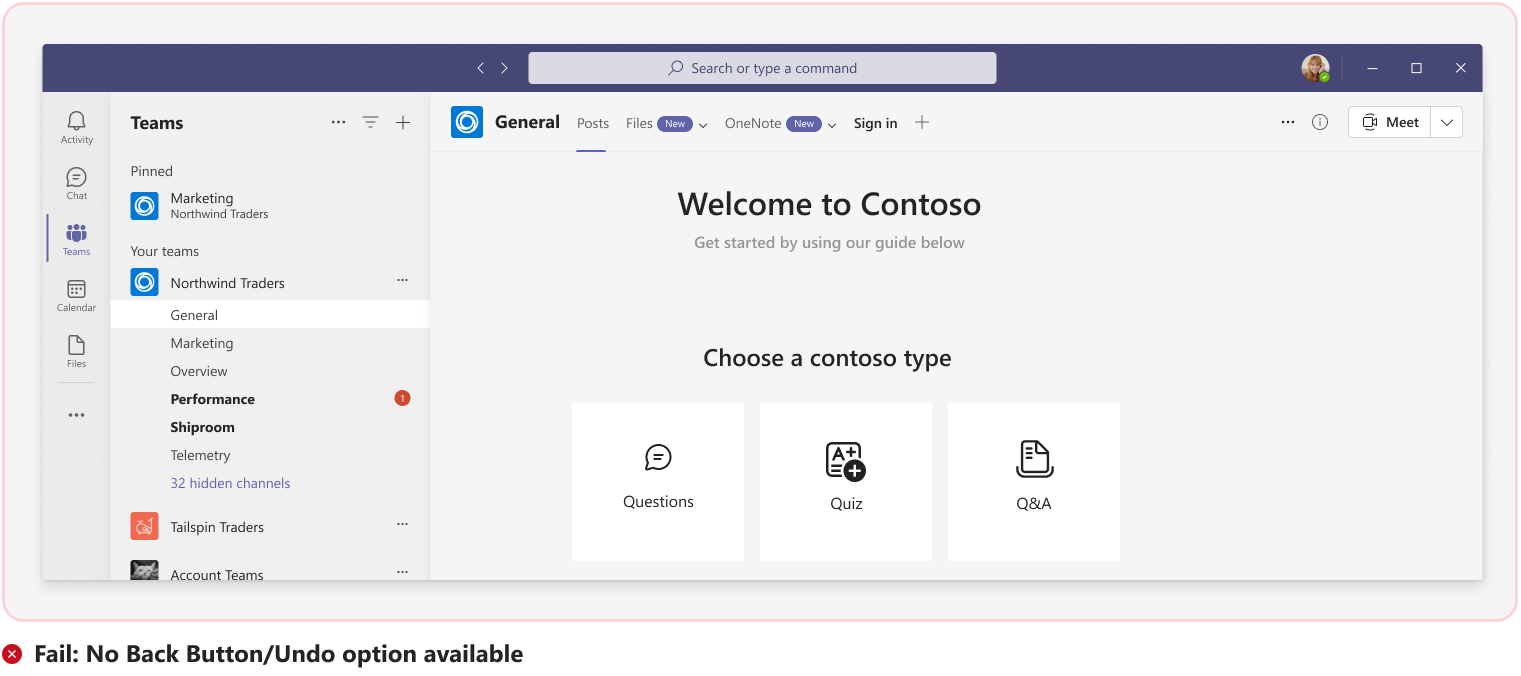 Search or type a command
Activity
Chat
Teams
Calendar
Files
Teams
Pinned
Marketing
Northwind Traders
Your teams
Northwind Traders
General
Marketing
Overview
Performance 1
Shiproom
Telemetry
32 hidden channels
Tailspin Traders
Account Teams
General Posts Files New OneNote New Sign in Meet
Welcome to Contoso
Get started by using our guide below
Choose a contoso type
A+
Questions Quiz Q&A
Fail: No Back Button/Undo option available